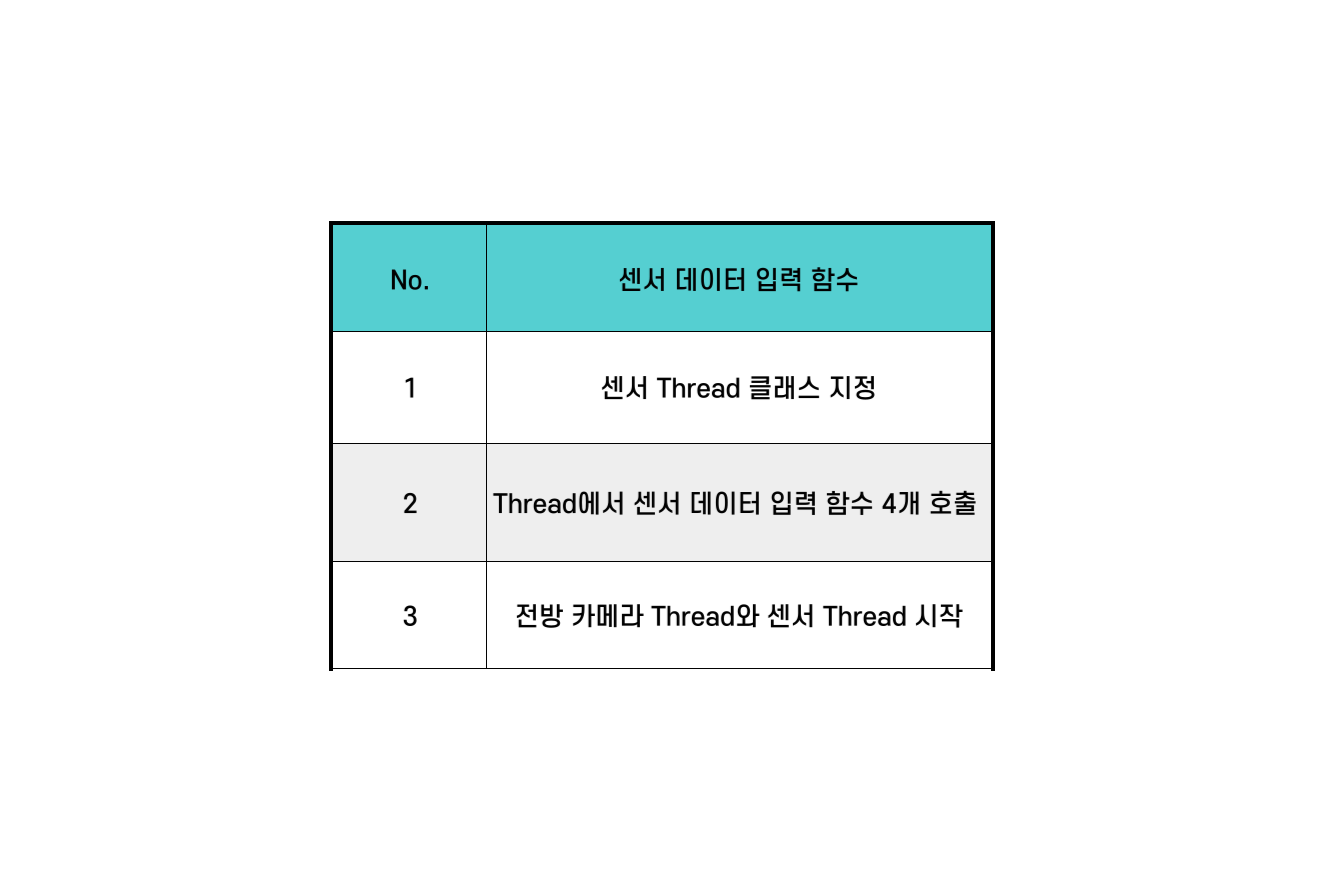 No.
센서 데이터 입력 함수
1
센서 Thread 클래스 지정
2
Thread에서 센서 데이터 입력 함수 4개 호출
3
전방 카메라 Thread와 센서 Thread 시작